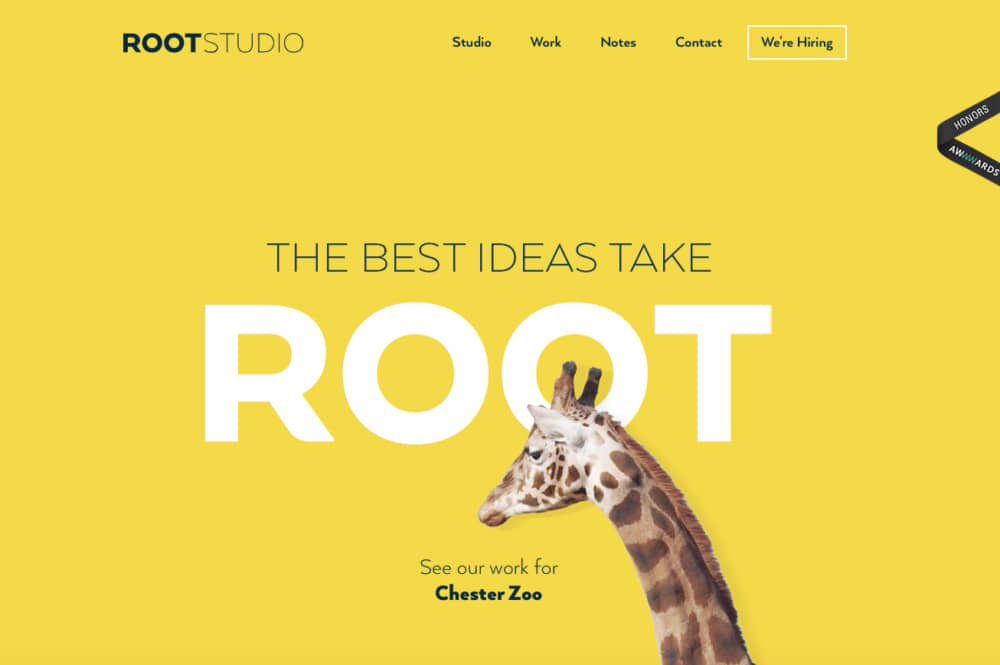 ROOTSTUDIO
Studio Work Notes Contact We're Hiring
HONORS
AWWWARDS
THE BEST IDEAS TAKE
ROOT
See our work for
Chester Zoo